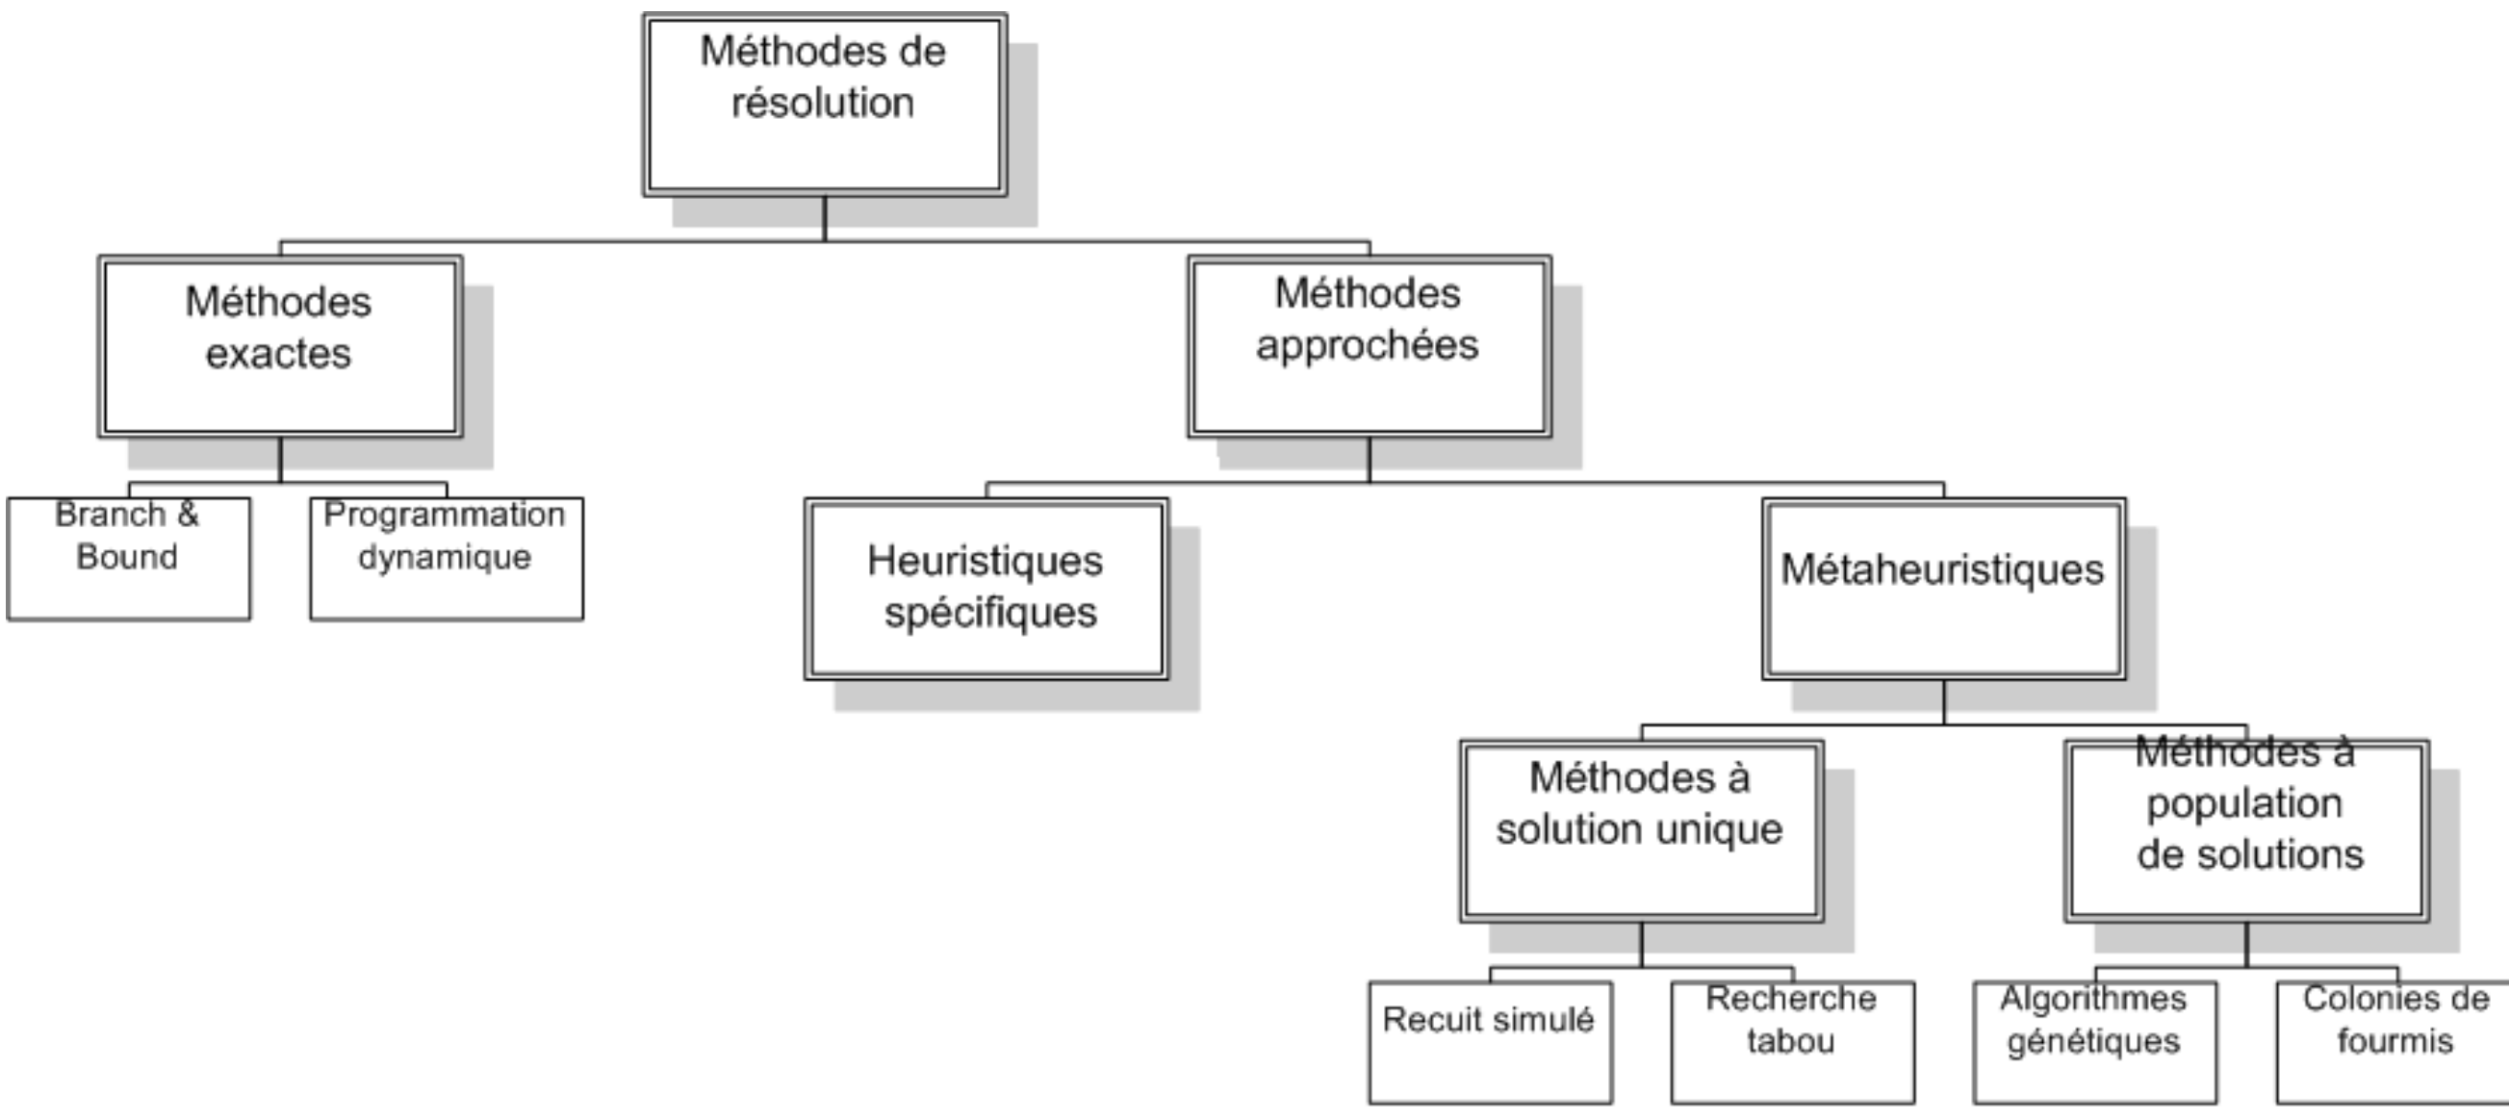 Méthodes de
résolution
Méthodes
exactes
Méthodes
approchées
Branch &
Bound
Programmation
dynamique
Heuristiques
spécifiques
Métaheuristiques
Méthodes à
solution unique
Méthodes à
population
de solutions
Recuit simulé
Recherche
tabou
Algorithmes
génétiques
Colonies de
fourmis